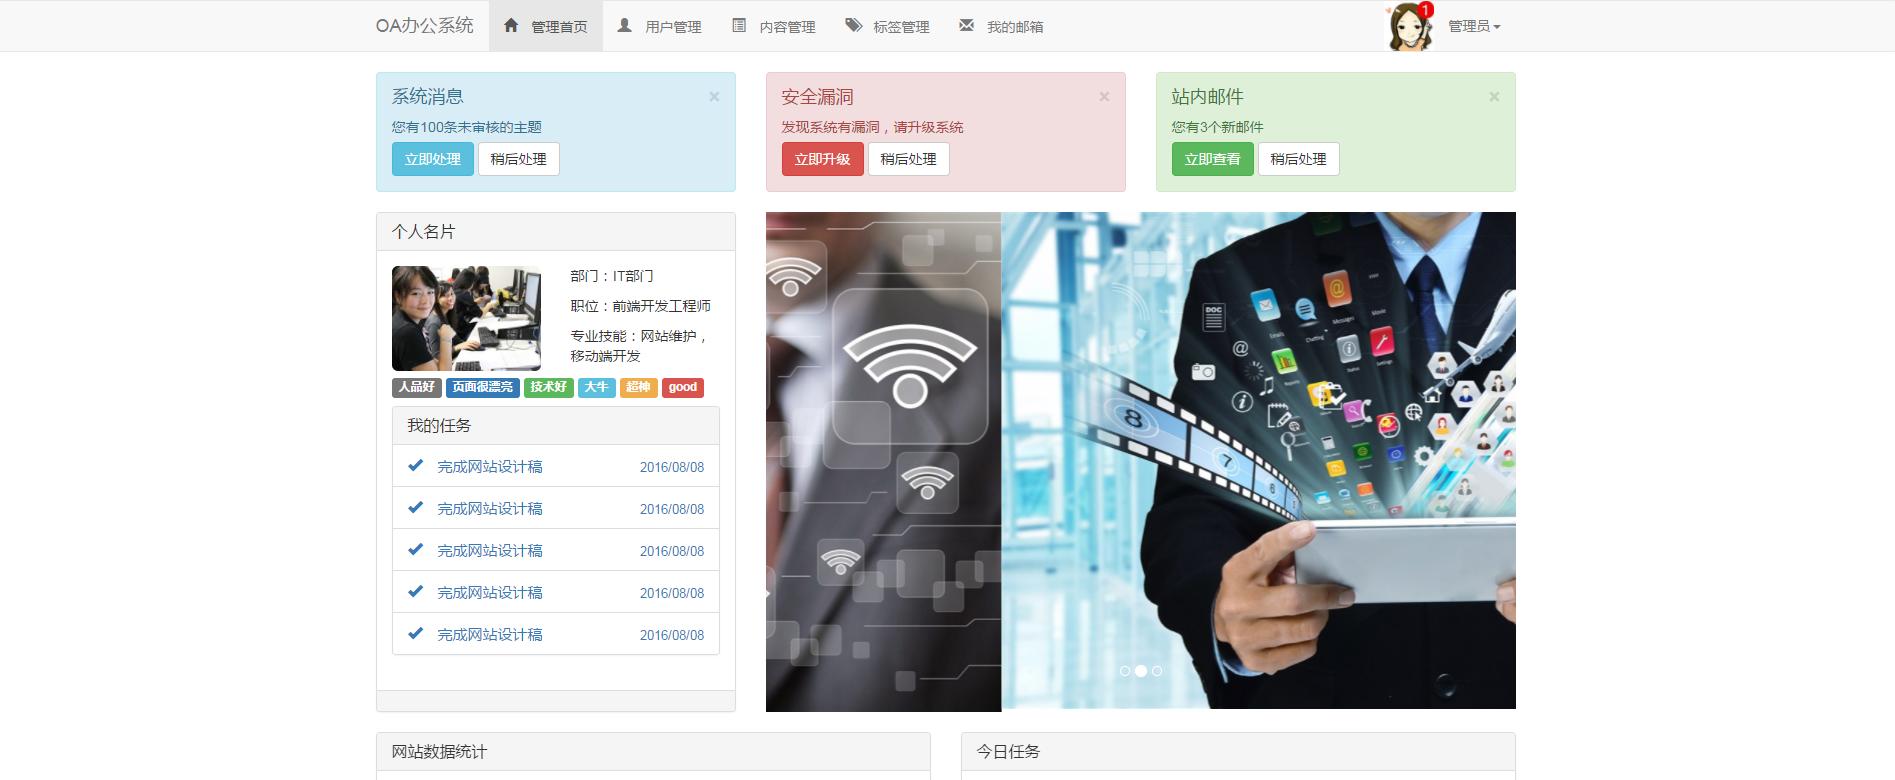 OA办公系统 管理首页 用户管理 内容管理 标签管理 我的邮箱 1 管理员
系统消息 ×
您有100条未审核的主题
立即处理 稍后处理
安全漏洞 ×
发现系统有漏洞，请升级系统
立即升级 稍后处理
站内邮件 ×
您有3个新邮件
立即查看 稍后处理
个人名片
部门：IT部门
职位：前端开发工程师
专业技能：网站维护，
移动端开发
人品好 页面很漂亮 技术好 大牛 超神 good
我的任务
完成网站设计稿 2016/08/08
完成网站设计稿 2016/08/08
完成网站设计稿 2016/08/08
完成网站设计稿 2016/08/08
完成网站设计稿 2016/08/08
DOC
@
Emails
Chatting
Messages
Movie
Reports
Status
Settings
8
7
6
网站数据统计
今日任务